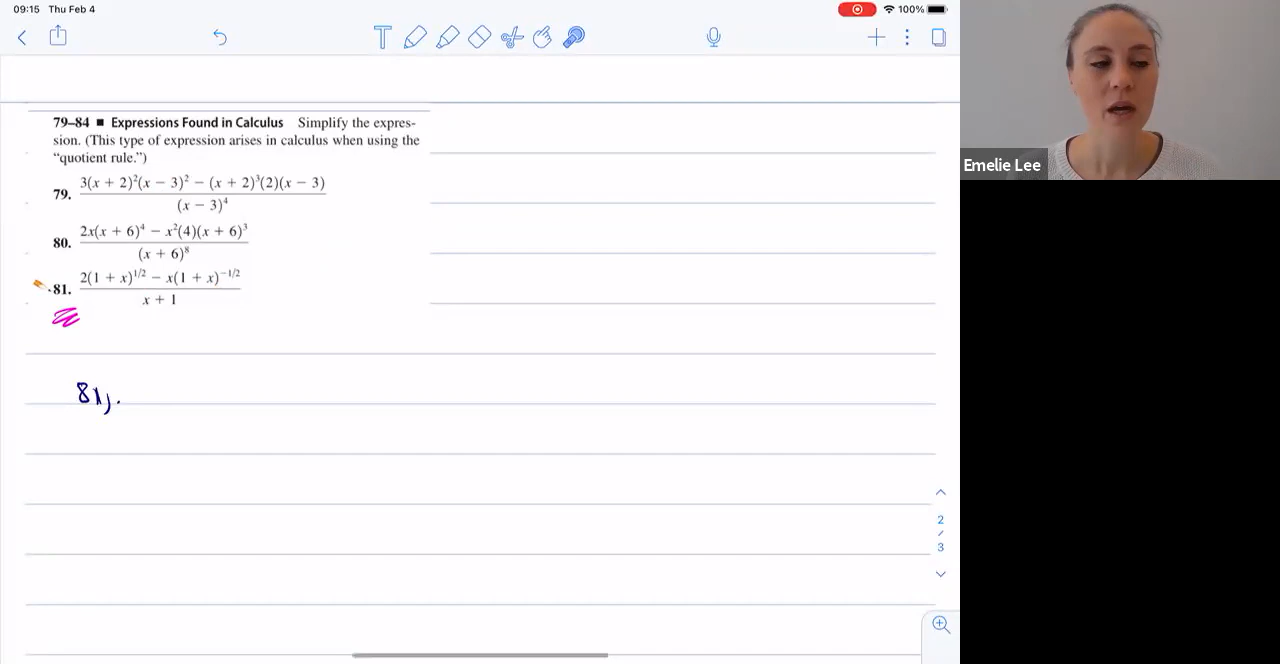 09:15 Thu Feb 4
100%
T
79–84 ■ Expressions Found in Calculus Simplify the expres-
sion. (This type of expression arises in calculus when using the
“quotient rule.”)
79. 3(x + 2)²(x − 3)² − (x + 2)³(2)(x − 3)
(x − 3)⁴
80. 2x(x + 6)⁴ − x²(4)(x + 6)³
(x + 6)⁸
81. 2(1 + x)^1/2 − x(1 + x)^−1/2
x + 1
81,.
2
/
3
Emelie Lee